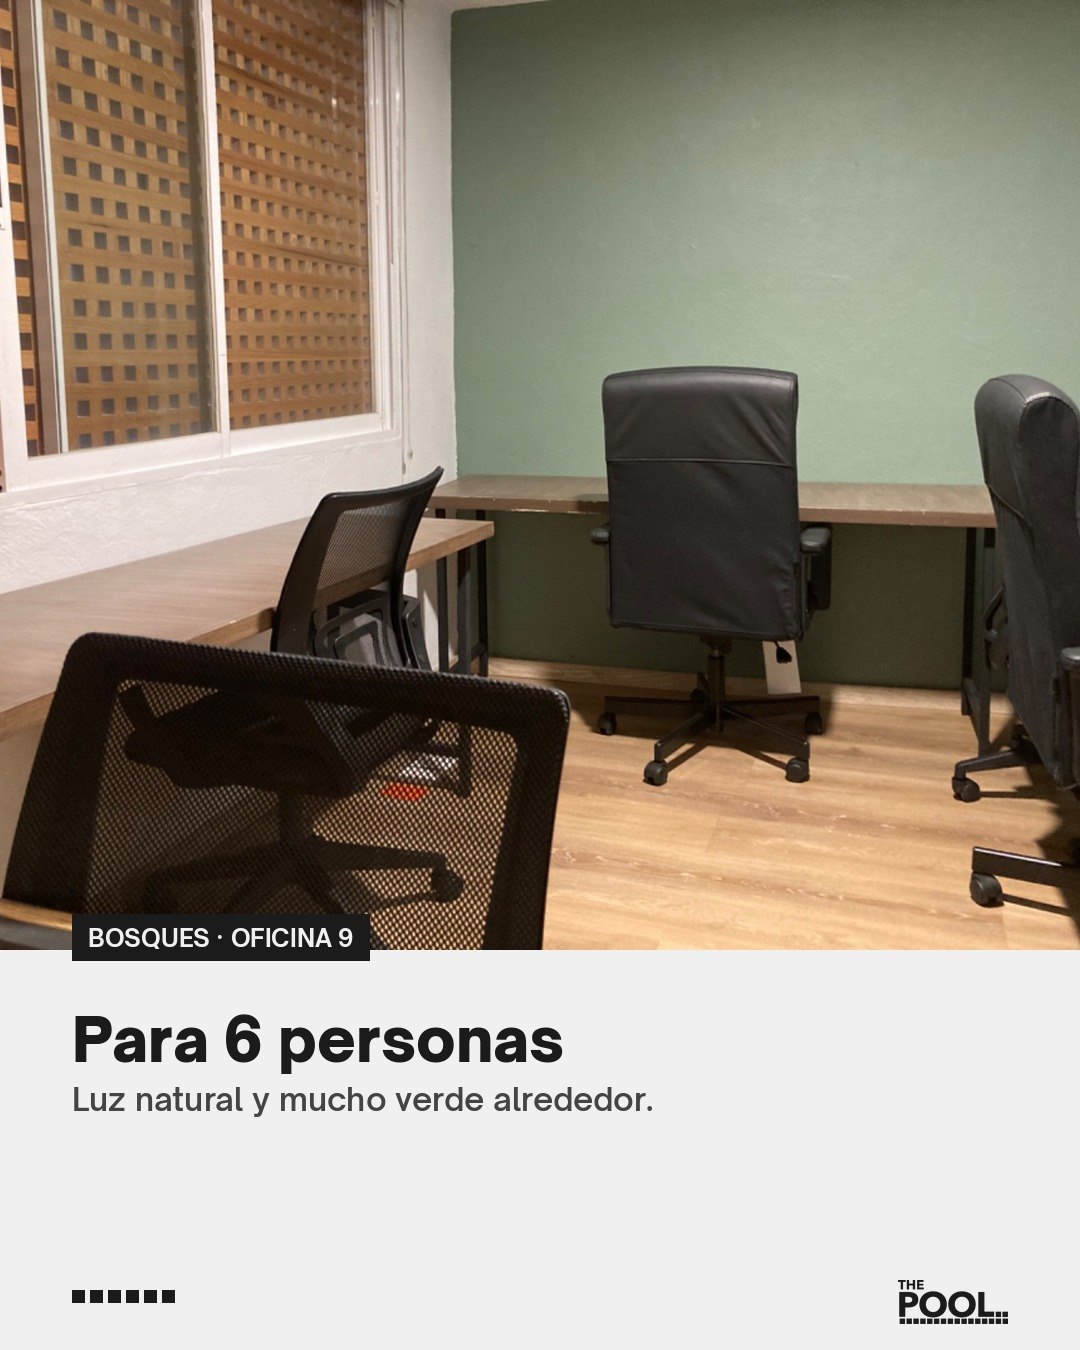 BOSQUES · OFICINA 9
Para 6 personas
Luz natural y mucho verde alrededor.
THE
POOL